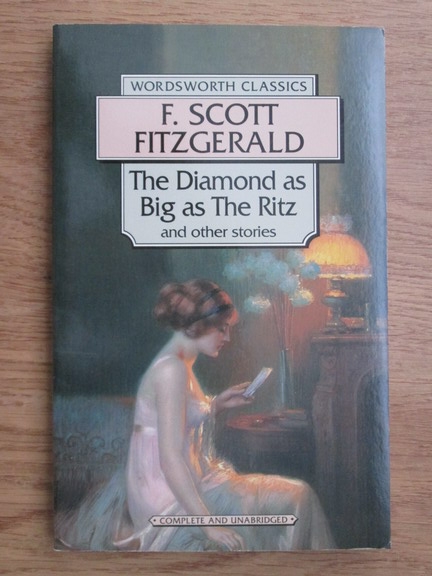 WORDSWORTH CLASSICS
F. SCOTT
FITZGERALD
The Diamond as
Big as The Ritz
and other stories
• COMPLETE AND UNABRIDGED •